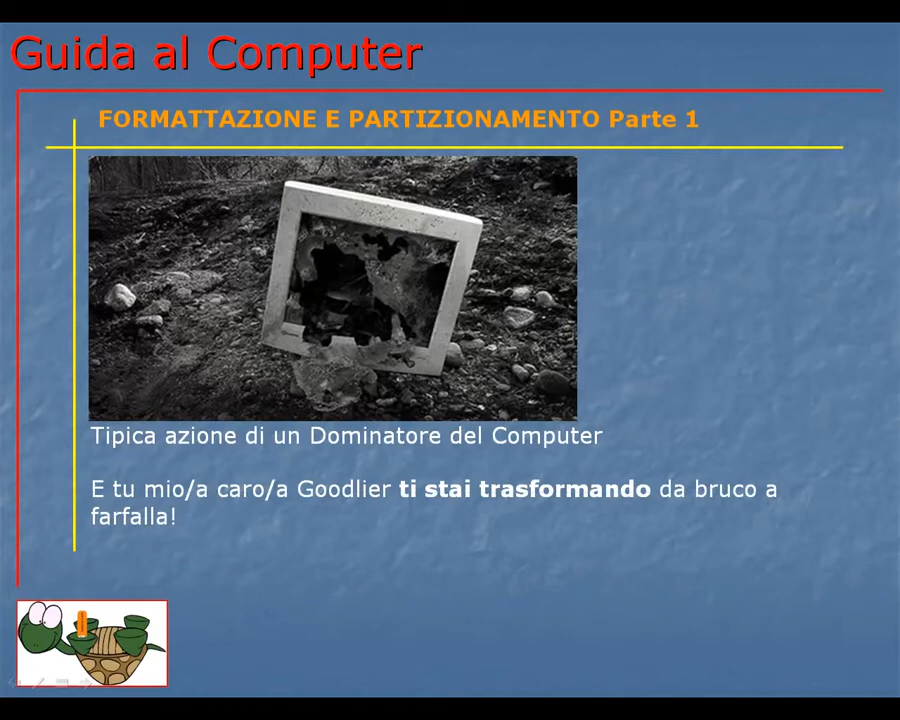 Guida al Computer
FORMATTAZIONE E PARTIZIONAMENTO Parte 1
Tipica azione di un Dominatore del Computer
E tu mio/a caro/a Goodlier ti stai trasformando da bruco a
farfalla!